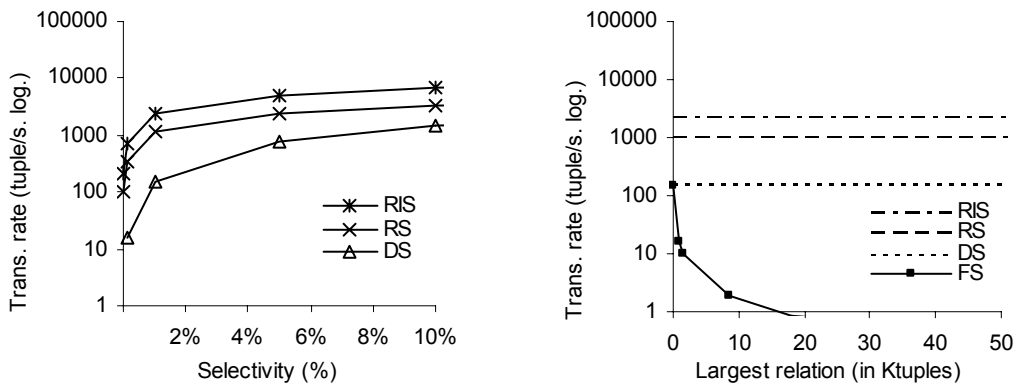 Trans. rate (tuple/s. log.)
100000
10000
1000
100
10
1
RIS
RS
DS
2%
4%
6%
8%
10%
Selectivity (%)
Trans. rate (tuple/s. log.)
100000
10000
1000
100
10
1
RIS
RS
DS
FS
0
10
20
30
40
50
Largest relation (in Ktuples)